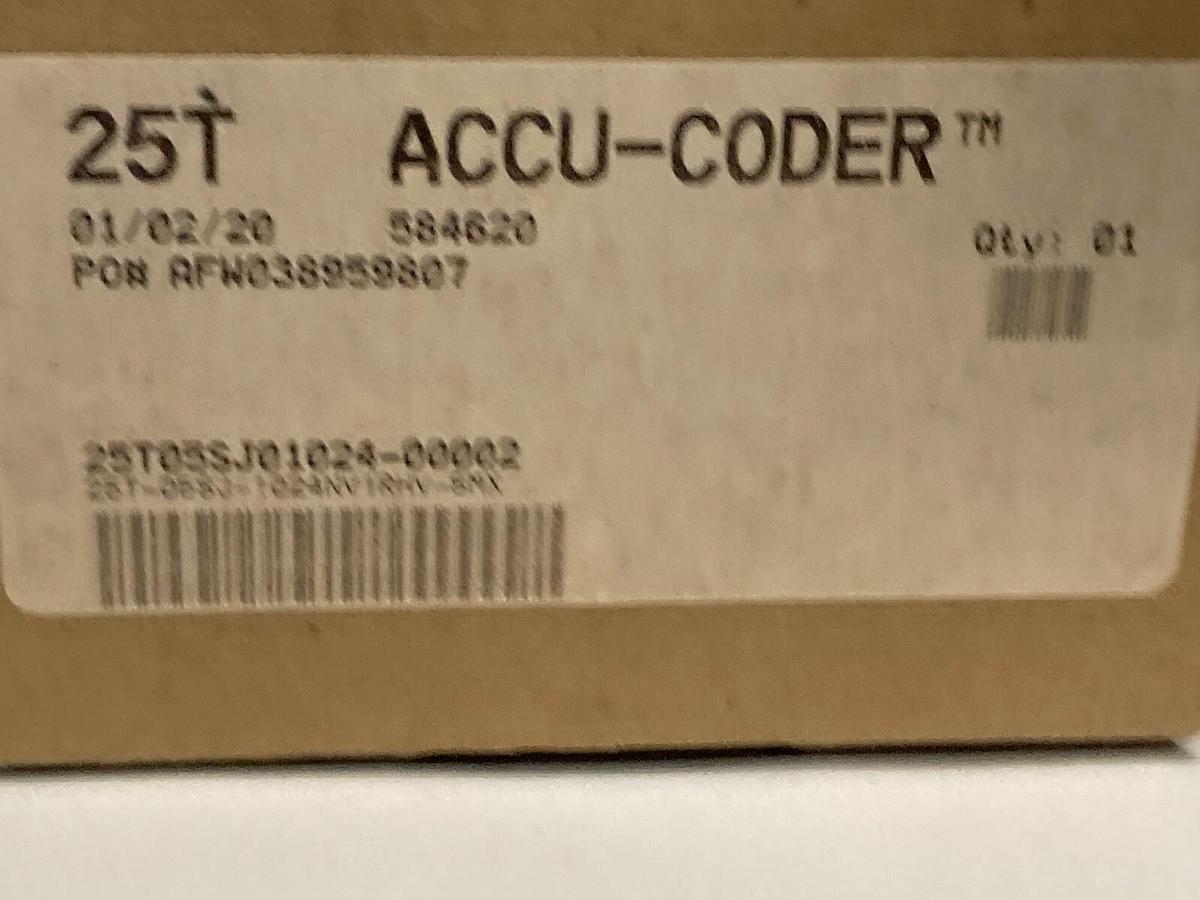 25T ACCU-CODER™
01/02/20 584620 Qty: 01
PO# AFW038959807
25T05SJ01024-00002